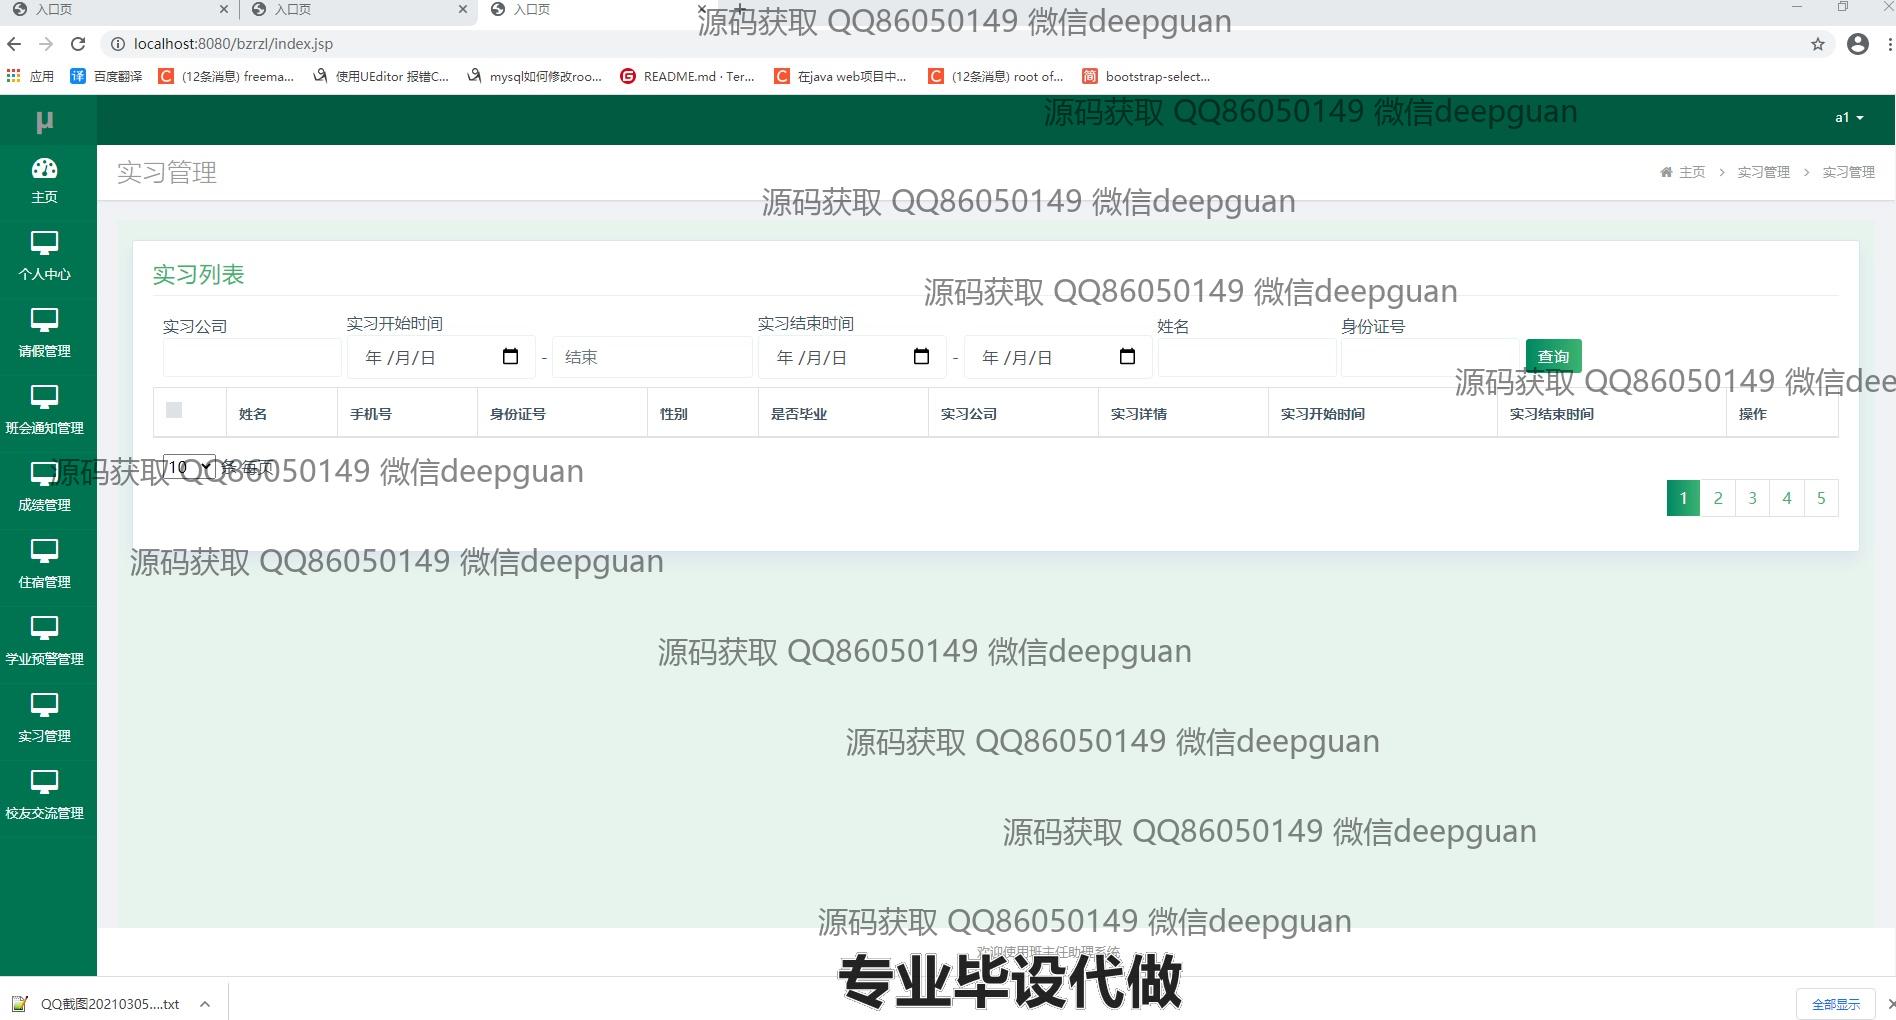 入口页
入口页
入口页
源码获取 QQ86050149 微信deepguan
localhost:8080/bzrzl/index.jsp
应用
百度翻译
(12条消息) freema...
使用UEditor 报错C...
mysql如何修改roo...
README.md · Ter...
在java web项目中...
(12条消息) root of...
bootstrap-select...
源码获取 QQ86050149 微信deepguan
μ
a1
主页
实习管理
主页 > 实习管理 > 实习管理
源码获取 QQ86050149 微信deepguan
个人中心
实习列表
源码获取 QQ86050149 微信deepguan
实习公司
实习开始时间
实习结束时间
姓名
身份证号
请假管理
年 /月/日
-
结束
年 /月/日
-
年 /月/日
查询
源码获取 QQ86050149 微信dee
姓名
手机号
身份证号
性别
是否毕业
实习公司
实习详情
实习开始时间
实习结束时间
操作
班会通知管理
10 条 每页
源码获取 QQ86050149 微信deepguan
成绩管理
1 2 3 4 5
源码获取 QQ86050149 微信deepguan
住宿管理
源码获取 QQ86050149 微信deepguan
学业预警管理
实习管理
源码获取 QQ86050149 微信deepguan
校友交流管理
源码获取 QQ86050149 微信deepguan
源码获取 QQ86050149 微信deepguan
欢迎使用班主任助理系统
专业毕设代做
QQ截图20210305....txt
全部显示